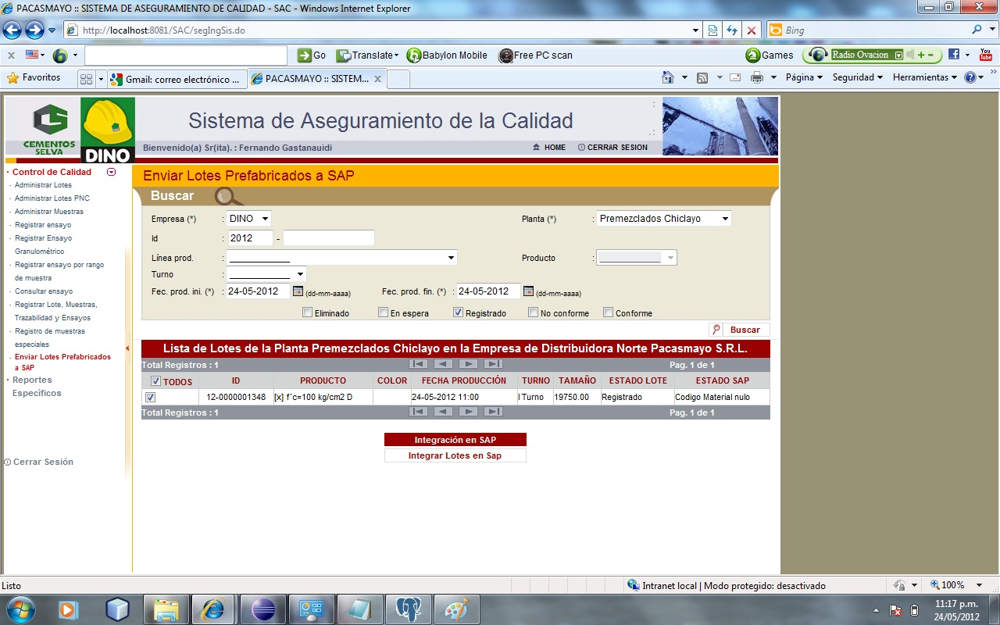 PACASMAYO :: SISTEMA DE ASEGURAMIENTO DE CALIDAD - SAC - Windows Internet Explorer
http://localhost:8081/SAC/segIngSis.do
Bing
Go
Translate
Babylon Mobile
Free PC scan
Games
Radio Ovacion
You Tube
Favoritos
Gmail: correo electrónico ...
PACASMAYO :: SISTEM...
Página
Seguridad
Herramientas
CEMENTOS SELVA
DINO
Sistema de Aseguramiento de la Calidad
Bienvenido(a) Sr(ita). : Fernando Gastanauidi
HOME
CERRAR SESION
Control de Calidad
- Administrar Lotes
- Administrar Lotes PNC
- Administrar Muestras
- Registrar ensayo
- Registrar Ensayo
Granulométrico
- Registrar ensayo por rango
de muestra
- Consultar ensayo
- Registrar Lote, Muestras,
Trazabilidad y Ensayos
- Registro de muestras
especiales
- Enviar Lotes Prefabricados
a SAP
Reportes
Específicos
Cerrar Sesión
Enviar Lotes Prefabricados a SAP
Buscar
Empresa (*) : DINO
Planta (*) : Premezclados Chiclayo
Id : 2012 -
Línea prod. :
Producto :
Turno :
Fec. prod. ini. (*) : 24-05-2012 (dd-mm-aaaa)
Fec. prod. fin. (*) : 24-05-2012 (dd-mm-aaaa)
Eliminado En espera Registrado No conforme Conforme
Buscar
Lista de Lotes de la Planta Premezclados Chiclayo en la Empresa de Distribuidora Norte Pacasmayo S.R.L.
Total Registros : 1 Pag. 1 de 1
TODOS ID PRODUCTO COLOR FECHA PRODUCCIÓN TURNO TAMAÑO ESTADO LOTE ESTADO SAP
12-0000001348 [x] f´c=100 kg/cm2 D 24-05-2012 11:00 I Turno 19750.00 Registrado Codigo Material nulo
Total Registros : 1 Pag. 1 de 1
Integración en SAP
Integrar Lotes en Sap
Listo
Intranet local | Modo protegido: desactivado
100%
11:17 p.m.
24/05/2012